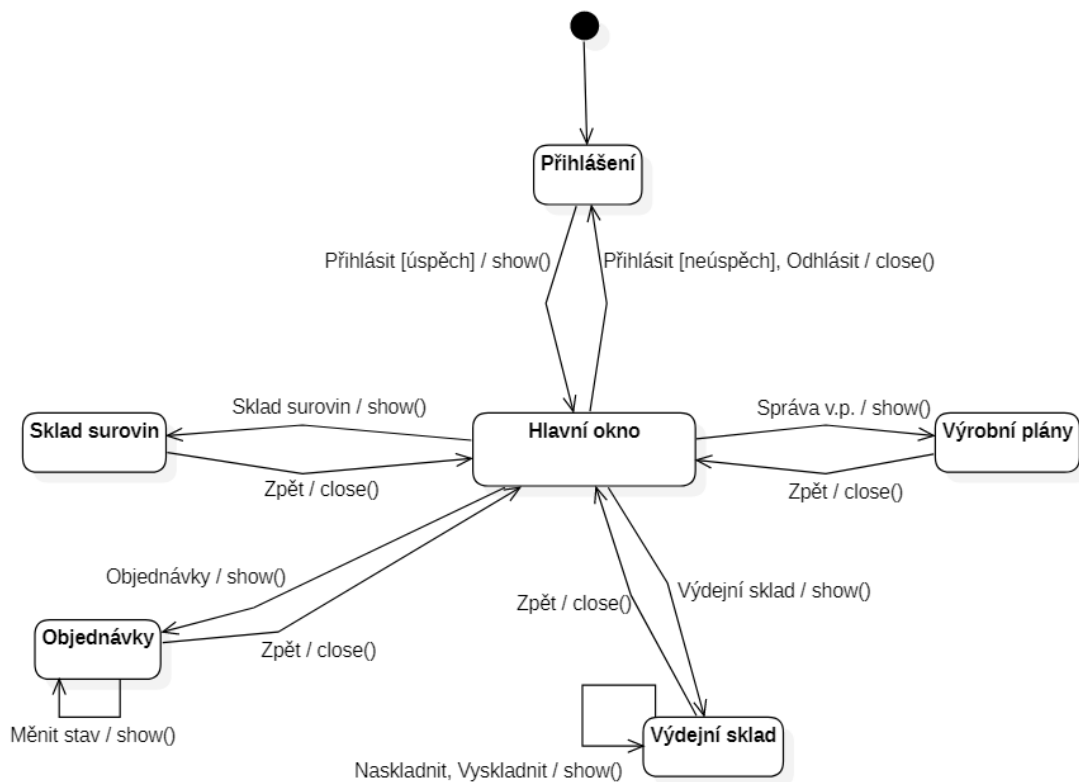 Přihlášení
Přihlásit [úspěch] / show()
Přihlásit [neúspěch], Odhlásit / close()
Sklad surovin / show()
Správa v.p. / show()
Sklad surovin
Hlavní okno
Výrobní plány
Zpět / close()
Zpět / close()
Objednávky / show()
Výdejní sklad / show()
Zpět / close()
Objednávky
Zpět / close()
Měnit stav / show()
Výdejní sklad
Naskladnit, Vyskladnit / show()